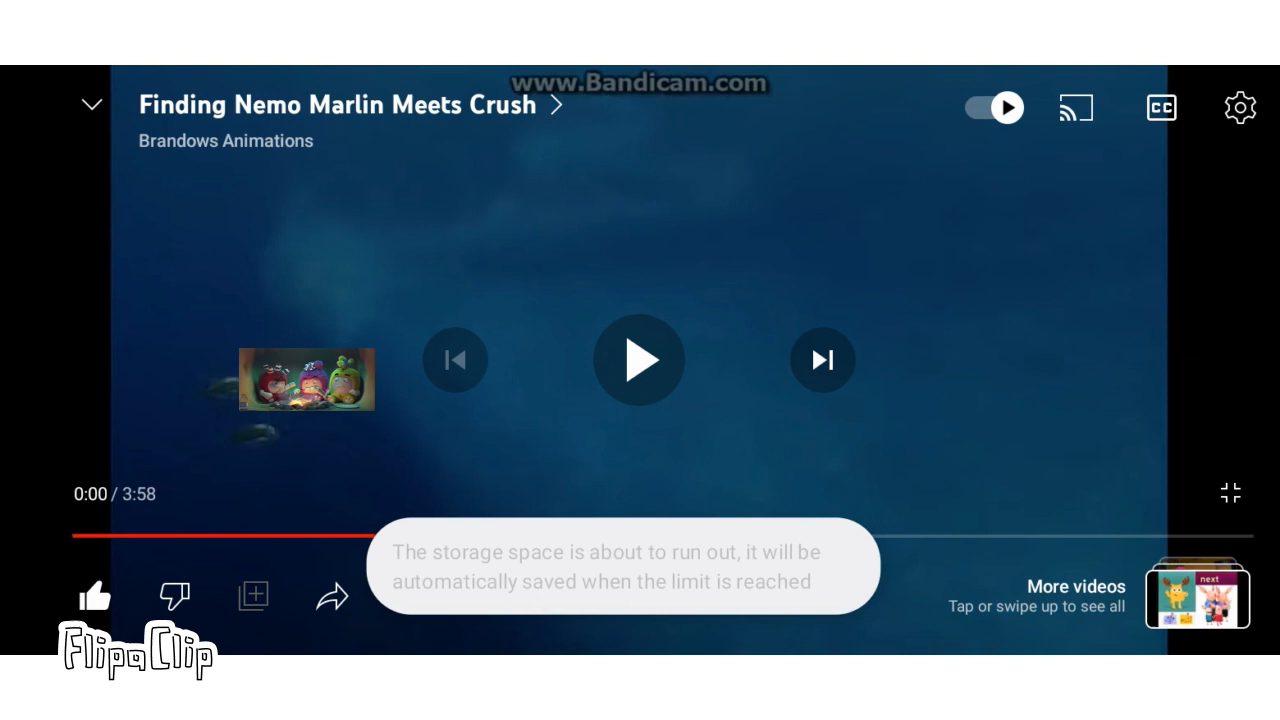 www.Bandicam.com
Finding Nemo Marlin Meets Crush
Brandows Animations
CC
0:00 / 3:58
The storage space is about to run out, it will be
automatically saved when the limit is reached
More videos
Tap or swipe up to see all
next
FlipaClip